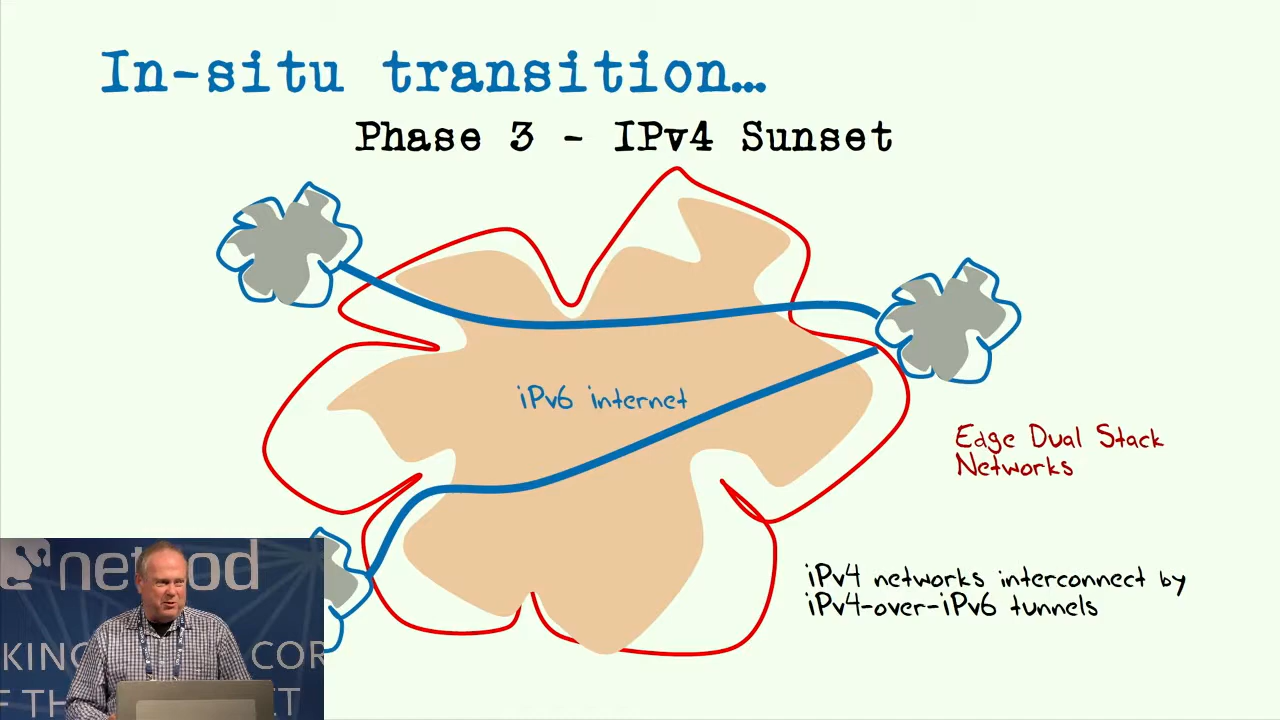 In-situ transition...
Phase 3 - IPv4 Sunset
iPv6 internet
Edge Dual Stack
Networks
iPv4 networks interconnect by
iPv4-over-iPv6 tunnels